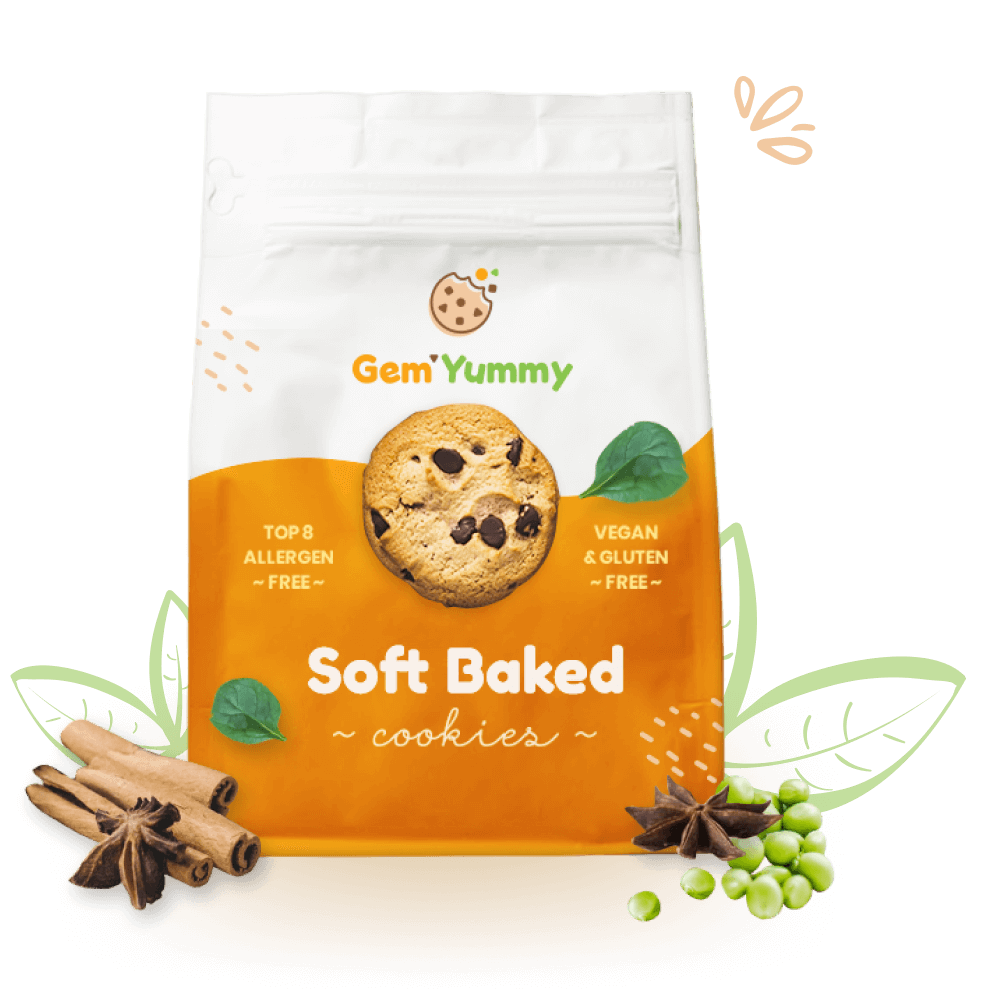 Gem Yummy
TOP 8
ALLERGEN
~ FREE ~
VEGAN
& GLUTEN
~ FREE ~
Soft Baked
~ cookies ~